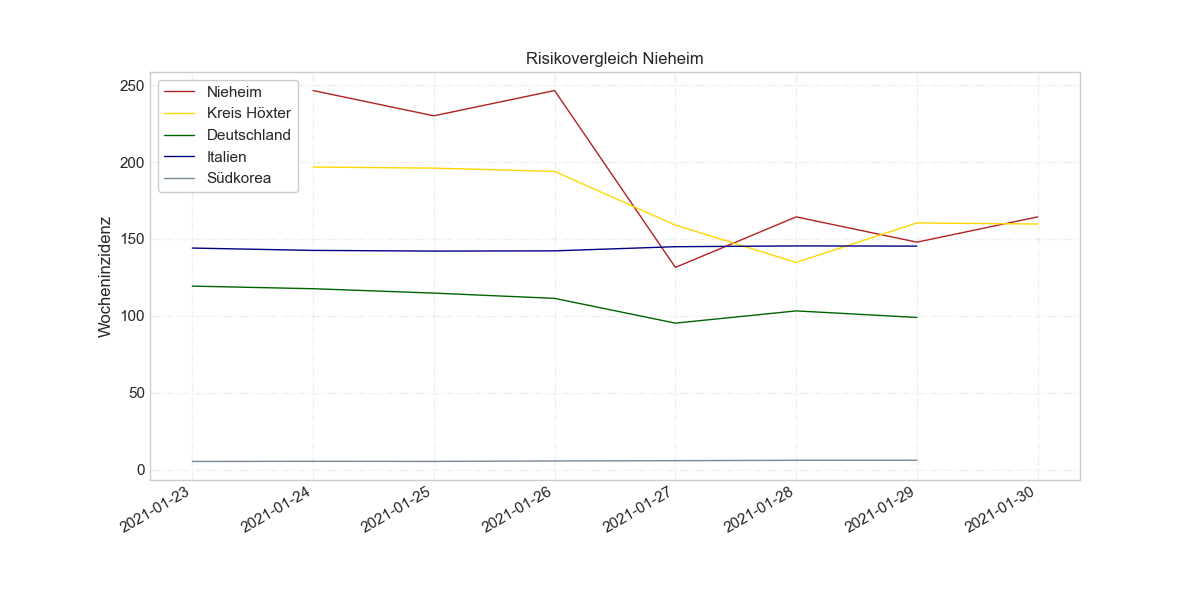 Risikovergleich Nieheim
Nieheim
Kreis Höxter
Deutschland
Italien
Südkorea
Wocheninzidenz
250
200
150
100
50
0
2021-01-23
2021-01-24
2021-01-25
2021-01-26
2021-01-27
2021-01-28
2021-01-29
2021-01-30